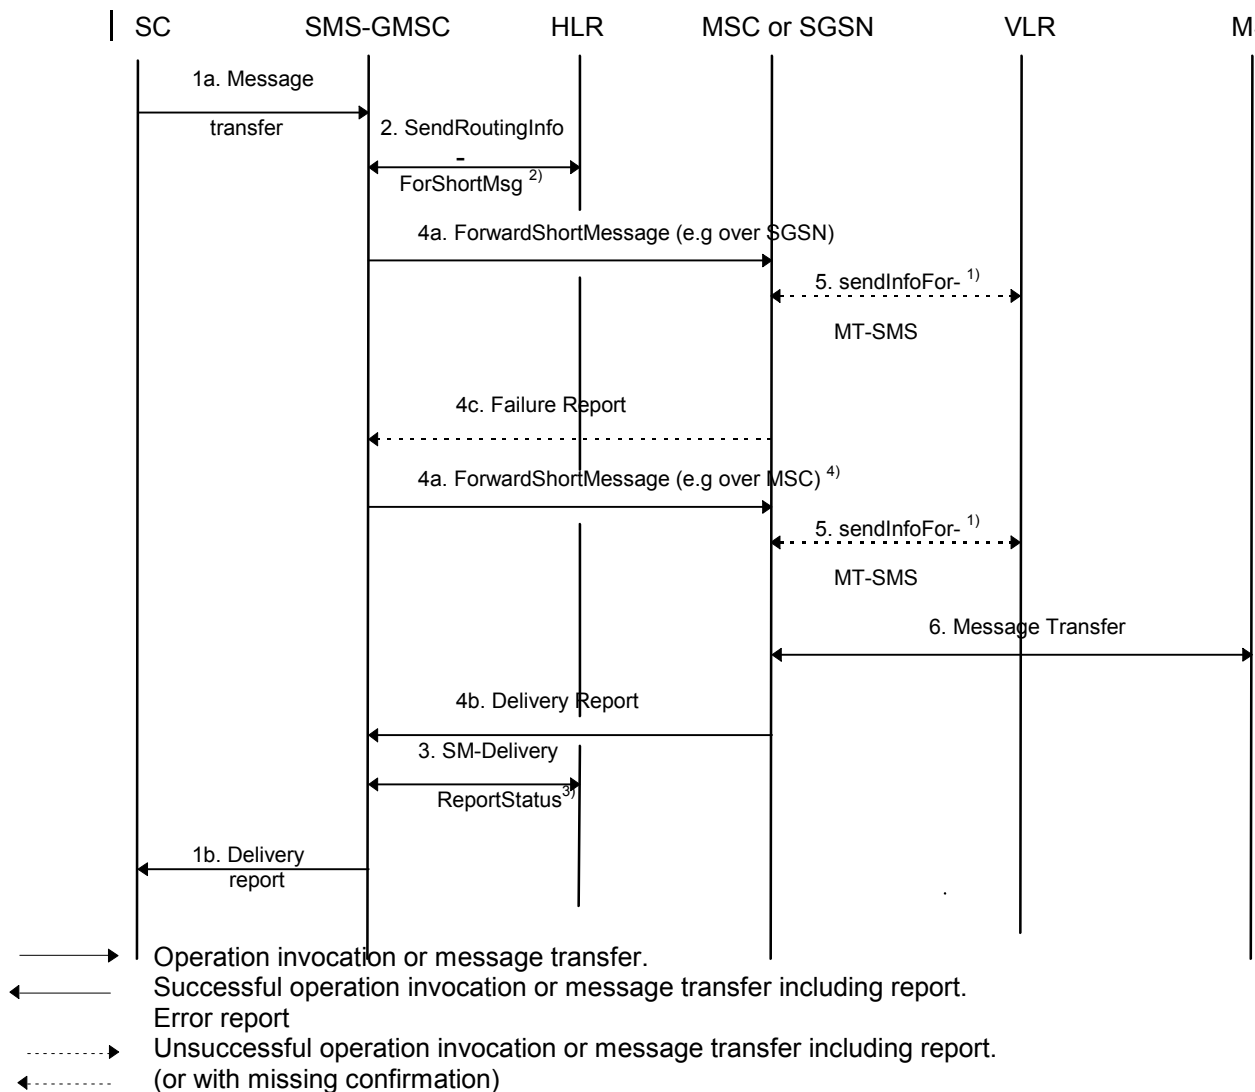 SC SMS-GMSC HLR MSC or SGSN VLR M
1a. Message
transfer
2. SendRoutingInfo
-
ForShortMsg 2)
4a. ForwardShortMessage (e.g over SGSN)
5. sendInfoFor- 1)
MT-SMS
4c. Failure Report
4a. ForwardShortMessage (e.g over MSC) 4)
5. sendInfoFor- 1)
MT-SMS
6. Message Transfer
4b. Delivery Report
3. SM-Delivery
ReportStatus3)
1b. Delivery
report
.
Operation invocation or message transfer.
Successful operation invocation or message transfer including report.
Error report
Unsuccessful operation invocation or message transfer including report.
(or with missing confirmation)